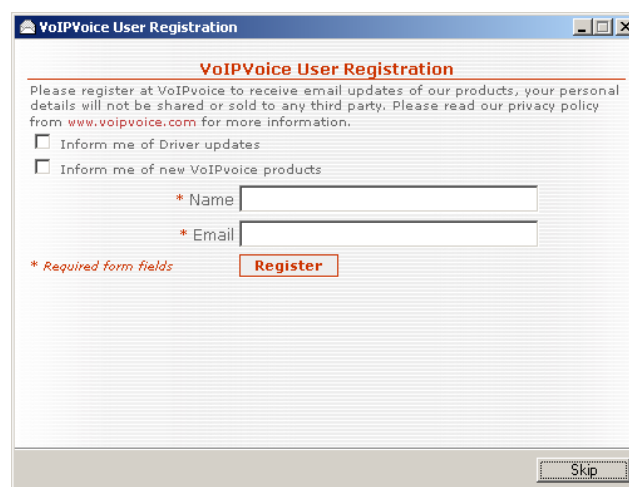 VoIPVoice User Registration
VoIPVoice User Registration
Please register at VoIPvoice to receive email updates of our products, your personal
details will not be shared or sold to any third party. Please read our privacy policy
from www.voipvoice.com for more information.
Inform me of Driver updates
Inform me of new VoIPvoice products
* Name
* Email
* Required form fields
Register
Skip